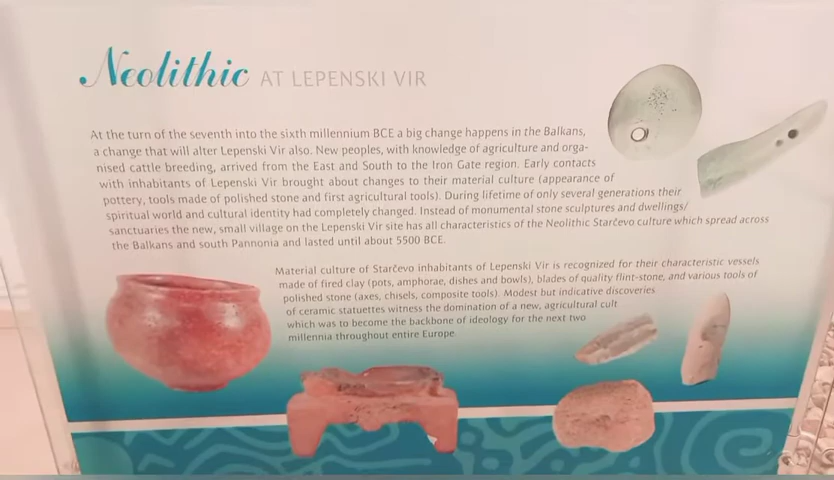 Neolithic AT LEPENSKI VIR
At the turn of the seventh into the sixth millennium BCE a big change happens in the Balkans,
a change that will alter Lepenski Vir also. New peoples, with knowledge of agriculture and orga-
nised cattle breeding, arrived from the East and South to the Iron Gate region. Early contacts
with inhabitants of Lepenski Vir brought about changes to their material culture (appearance of
pottery, tools made of polished stone and first agricultural tools). During lifetime of only several generations their
spiritual world and cultural identity had completely changed. Instead of monumental stone sculptures and dwellings/
sanctuaries the new, small village on the Lepenski Vir site has all characteristics of the Neolithic Starčevo culture which spread across
the Balkans and south Pannonia and lasted until about 5500 BCE.
Material culture of Starčevo inhabitants of Lepenski Vir is recognized for their characteristic vessels
made of fired clay (pots, amphorae, dishes and bowls), blades of quality flint-stone, and various tools of
polished stone (axes, chisels, composite tools). Modest but indicative discoveries
of ceramic statuettes witness the domination of a new, agricultural cult
which was to become the backbone of ideology for the next two
millennia throughout entire Europe.